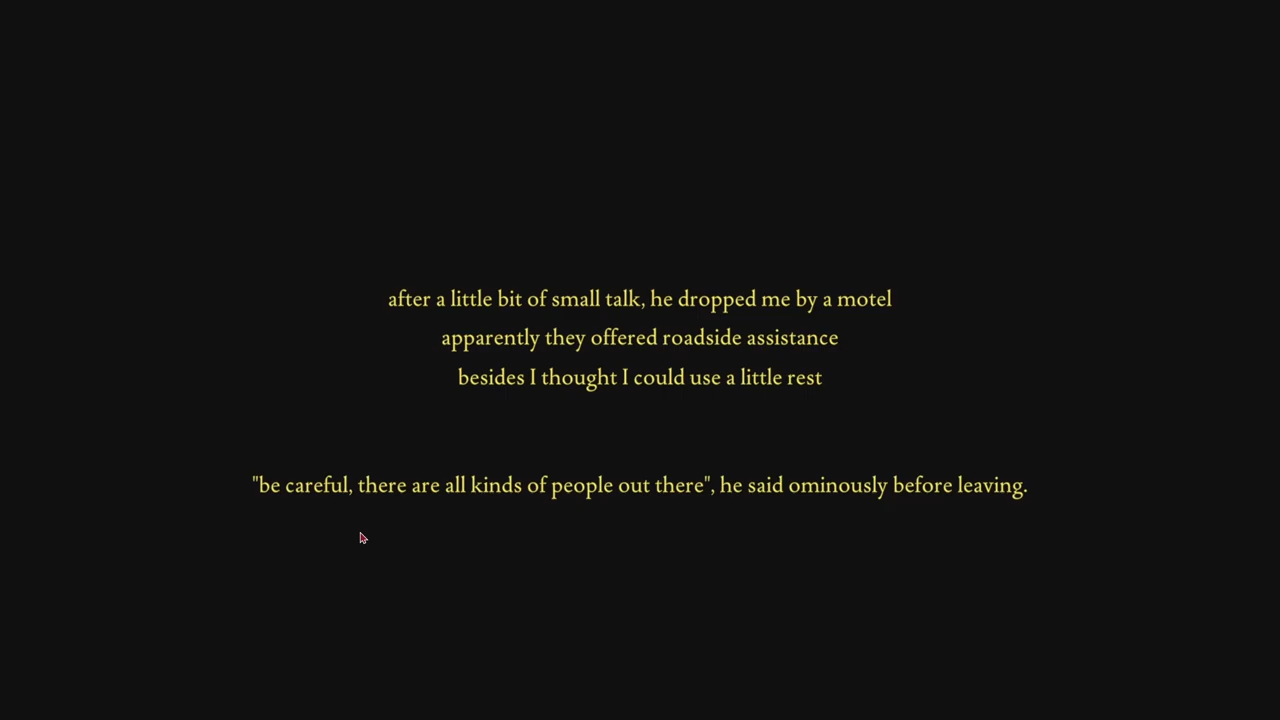 after a little bit of small talk, he dropped me by a motel
apparently they offered roadside assistance
besides I thought I could use a little rest
"be careful, there are all kinds of people out there", he said ominously before leaving.